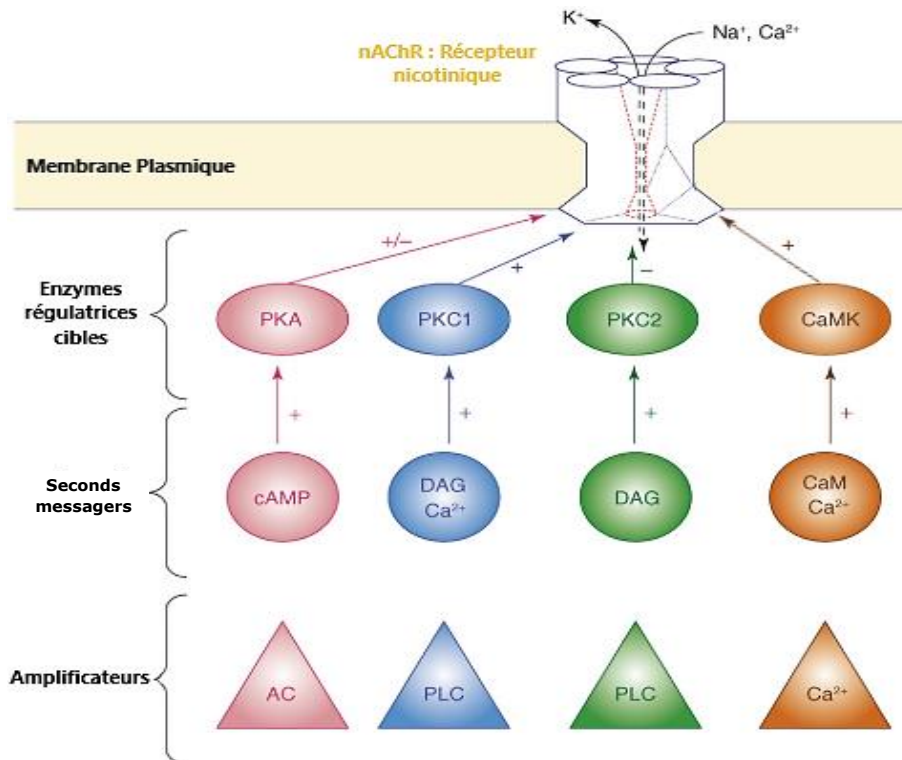 K⁺
Na⁺, Ca²⁺
nAChR : Récepteur
nicotinique
Membrane Plasmique
+/−
+
−
+
Enzymes
régulatrices
cibles
PKA
PKC1
PKC2
CaMK
+
+
+
+
Seconds
messagers
cAMP
DAG
Ca²⁺
DAG
CaM
Ca²⁺
Amplificateurs
AC
PLC
PLC
Ca²⁺